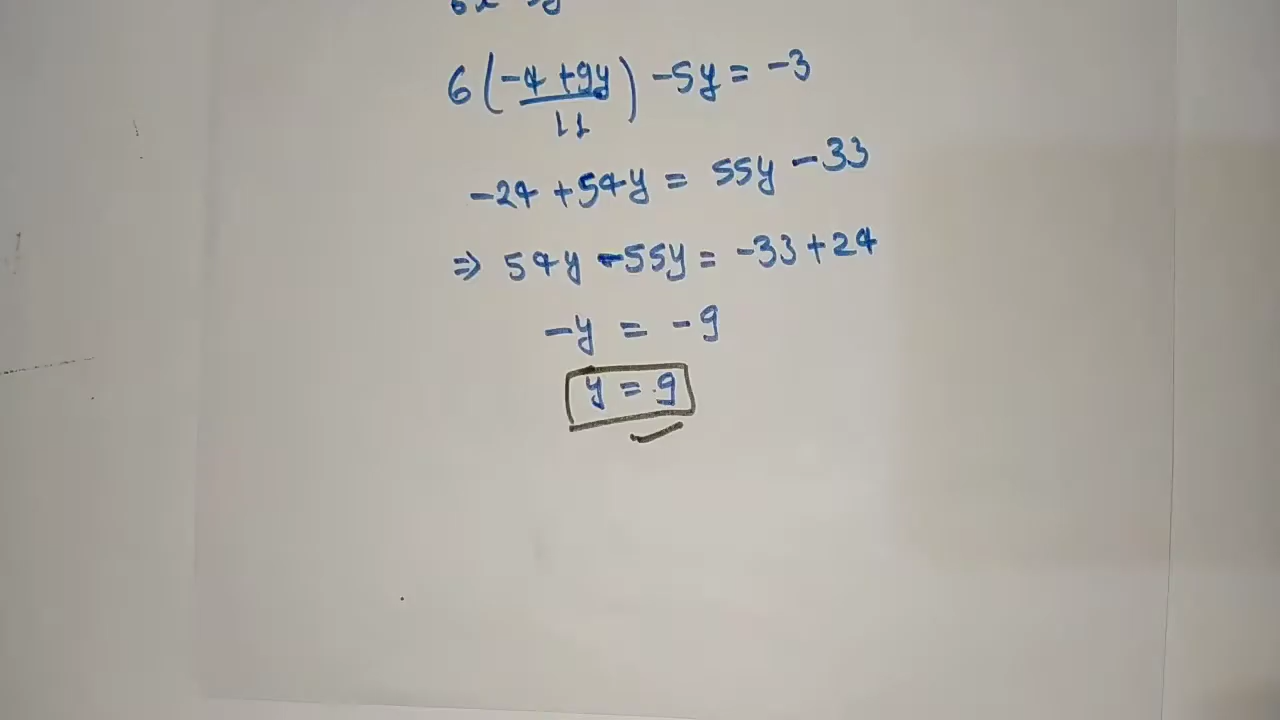 6(-4+9y/11) -5y = -3
-24 +54y = 55y -33
⇒ 54y -55y = -33+24
-y = -9
y = 9